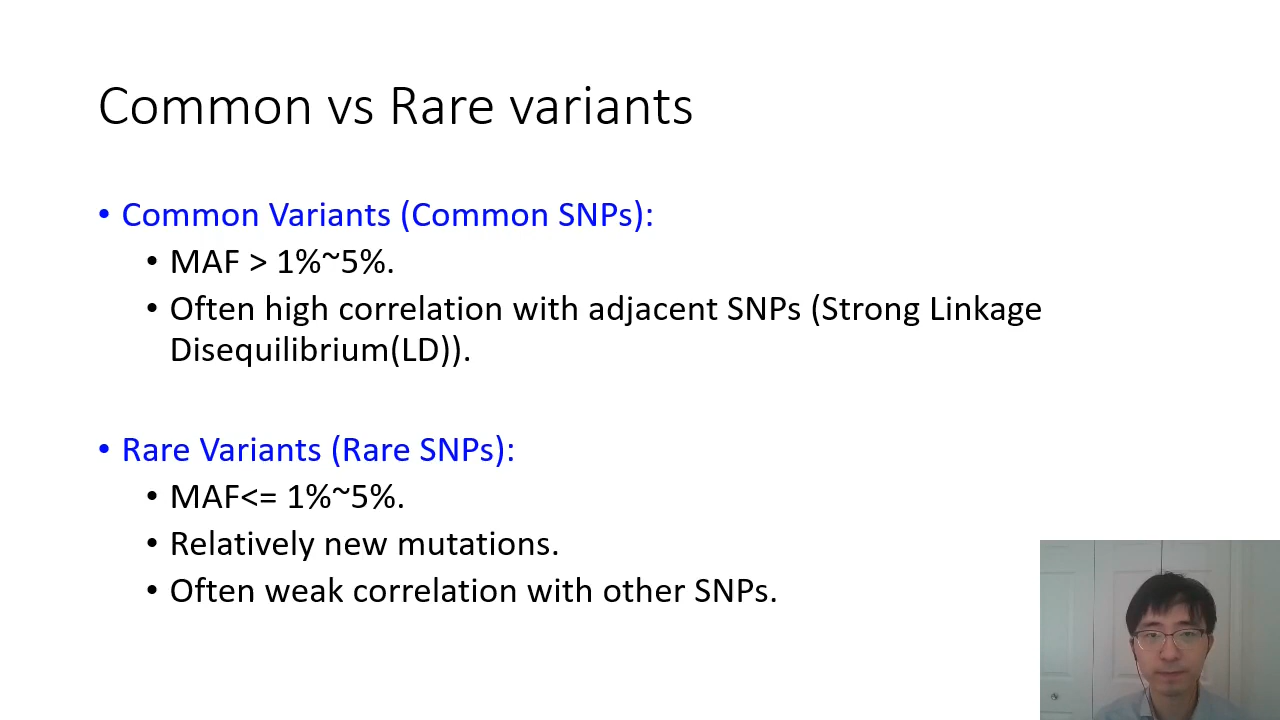 Common vs Rare variants
• Common Variants (Common SNPs):
• MAF > 1%~5%.
• Often high correlation with adjacent SNPs (Strong Linkage
Disequilibrium(LD)).
• Rare Variants (Rare SNPs):
• MAF<= 1%~5%.
• Relatively new mutations.
• Often weak correlation with other SNPs.